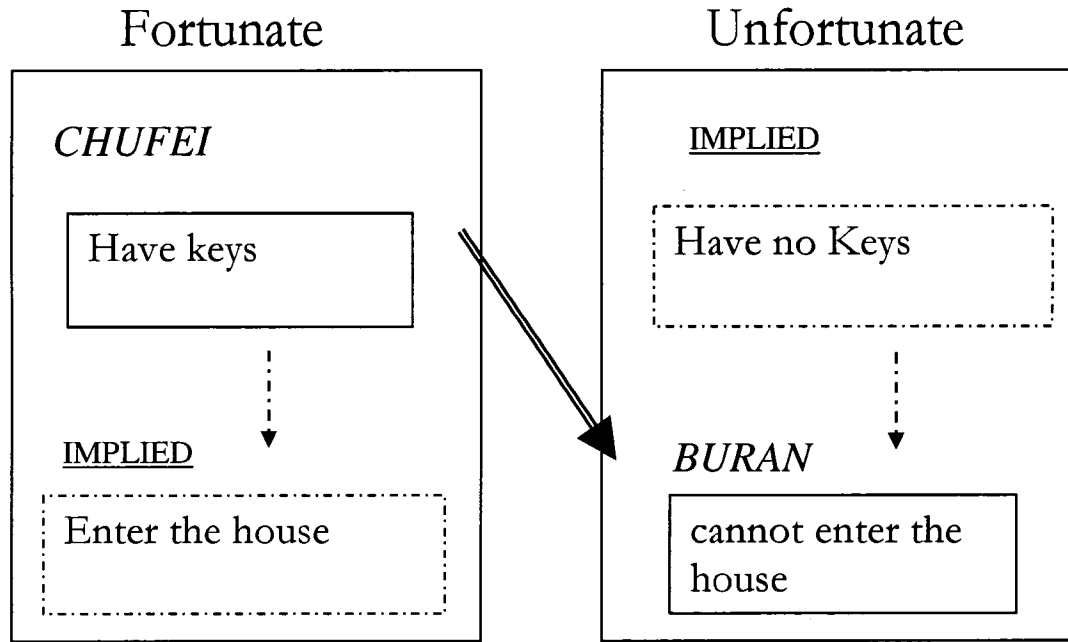 Fortunate
CHUFEI
Have keys
IMPLIED
Enter the house
Unfortunate
IMPLIED
Have no Keys
BURAN
cannot enter the
house